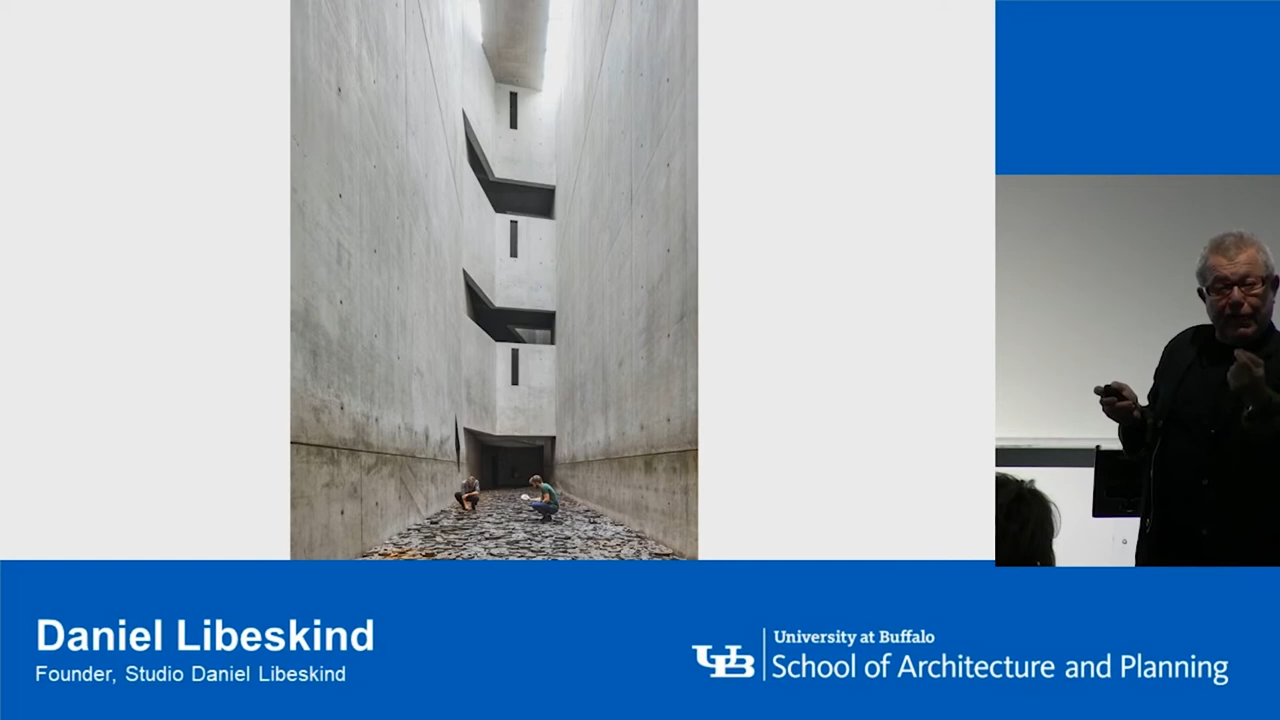 Daniel Libeskind
Founder, Studio Daniel Libeskind
UB
University at Buffalo
School of Architecture and Planning